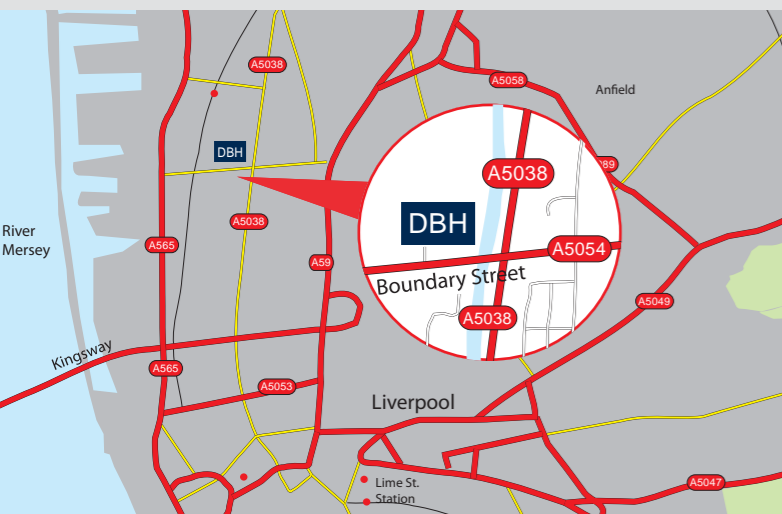 A5038
A5058
Anfield
DBH
89
A5038
DBH
A5038
River
Mersey
A565
A59
A5054
Boundary Street
A5038
A5049
Kingsway
A565
A5053
Liverpool
Lime St.
Station
A5047